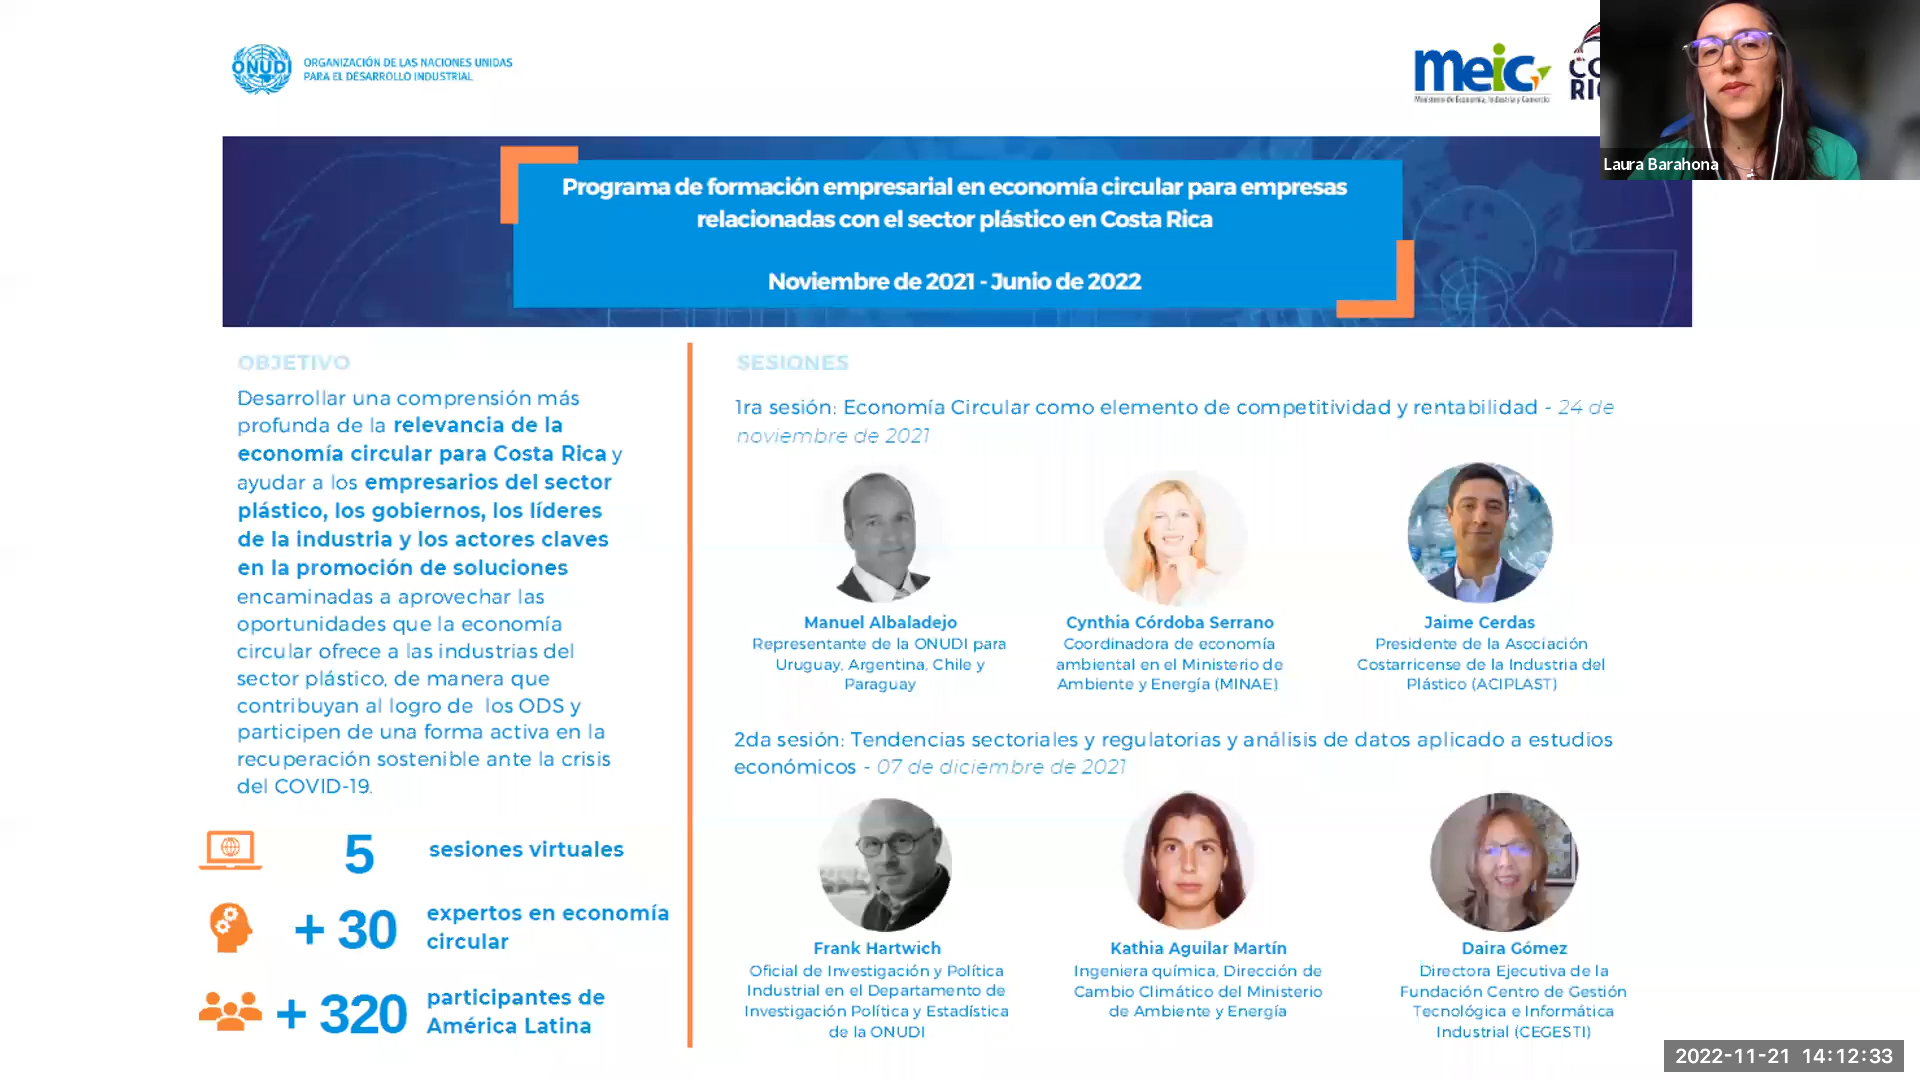 ONUDI
ORGANIZACIÓN DE LAS NACIONES UNIDAS
PARA EL DESARROLLO INDUSTRIAL
meic
Ministerio de Economía, Industria y Comercio
Laura Barahona
Programa de formación empresarial en economía circular para empresas
relacionadas con el sector plástico en Costa Rica
Noviembre de 2021 - Junio de 2022
OBJETIVO
Desarrollar una comprensión más
profunda de la relevancia de la
economía circular para Costa Rica y
ayudar a los empresarios del sector
plástico, los gobiernos, los líderes
de la industria y los actores claves
en la promoción de soluciones
encaminadas a aprovechar las
oportunidades que la economía
circular ofrece a las industrias del
sector plástico, de manera que
contribuyan al logro de los ODS y
participen de una forma activa en la
recuperación sostenible ante la crisis
del COVID-19.
5 sesiones virtuales
+ 30 expertos en economía
circular
+ 320 participantes de
América Latina
SESIONES
1ra sesión: Economía Circular como elemento de competitividad y rentabilidad - 24 de
noviembre de 2021
Manuel Albaladejo
Representante de la ONUDI para
Uruguay, Argentina, Chile y
Paraguay
Cynthia Córdoba Serrano
Coordinadora de economía
ambiental en el Ministerio de
Ambiente y Energía (MINAE)
Jaime Cerdas
Presidente de la Asociación
Costarricense de la Industria del
Plástico (ACIPLAST)
2da sesión: Tendencias sectoriales y regulatorias y análisis de datos aplicado a estudios
económicos - 07 de diciembre de 2021
Frank Hartwich
Oficial de Investigación y Política
Industrial en el Departamento de
Investigación Política y Estadística
de la ONUDI
Kathia Aguilar Martín
Ingeniera química, Dirección de
Cambio Climático del Ministerio
de Ambiente y Energía
Daira Gómez
Directora Ejecutiva de la
Fundación Centro de Gestión
Tecnológica e Informática
Industrial (CEGESTI)
2022-11-21 14:12:33